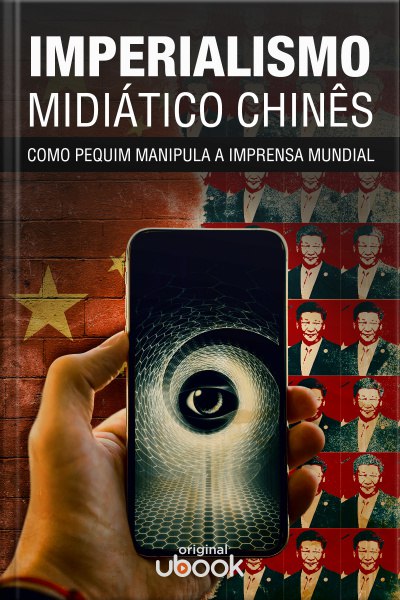 IMPERIALISMO
MIDIÁTICO CHINÊS
COMO PEQUIM MANIPULA A IMPRENSA MUNDIAL
original
ubook